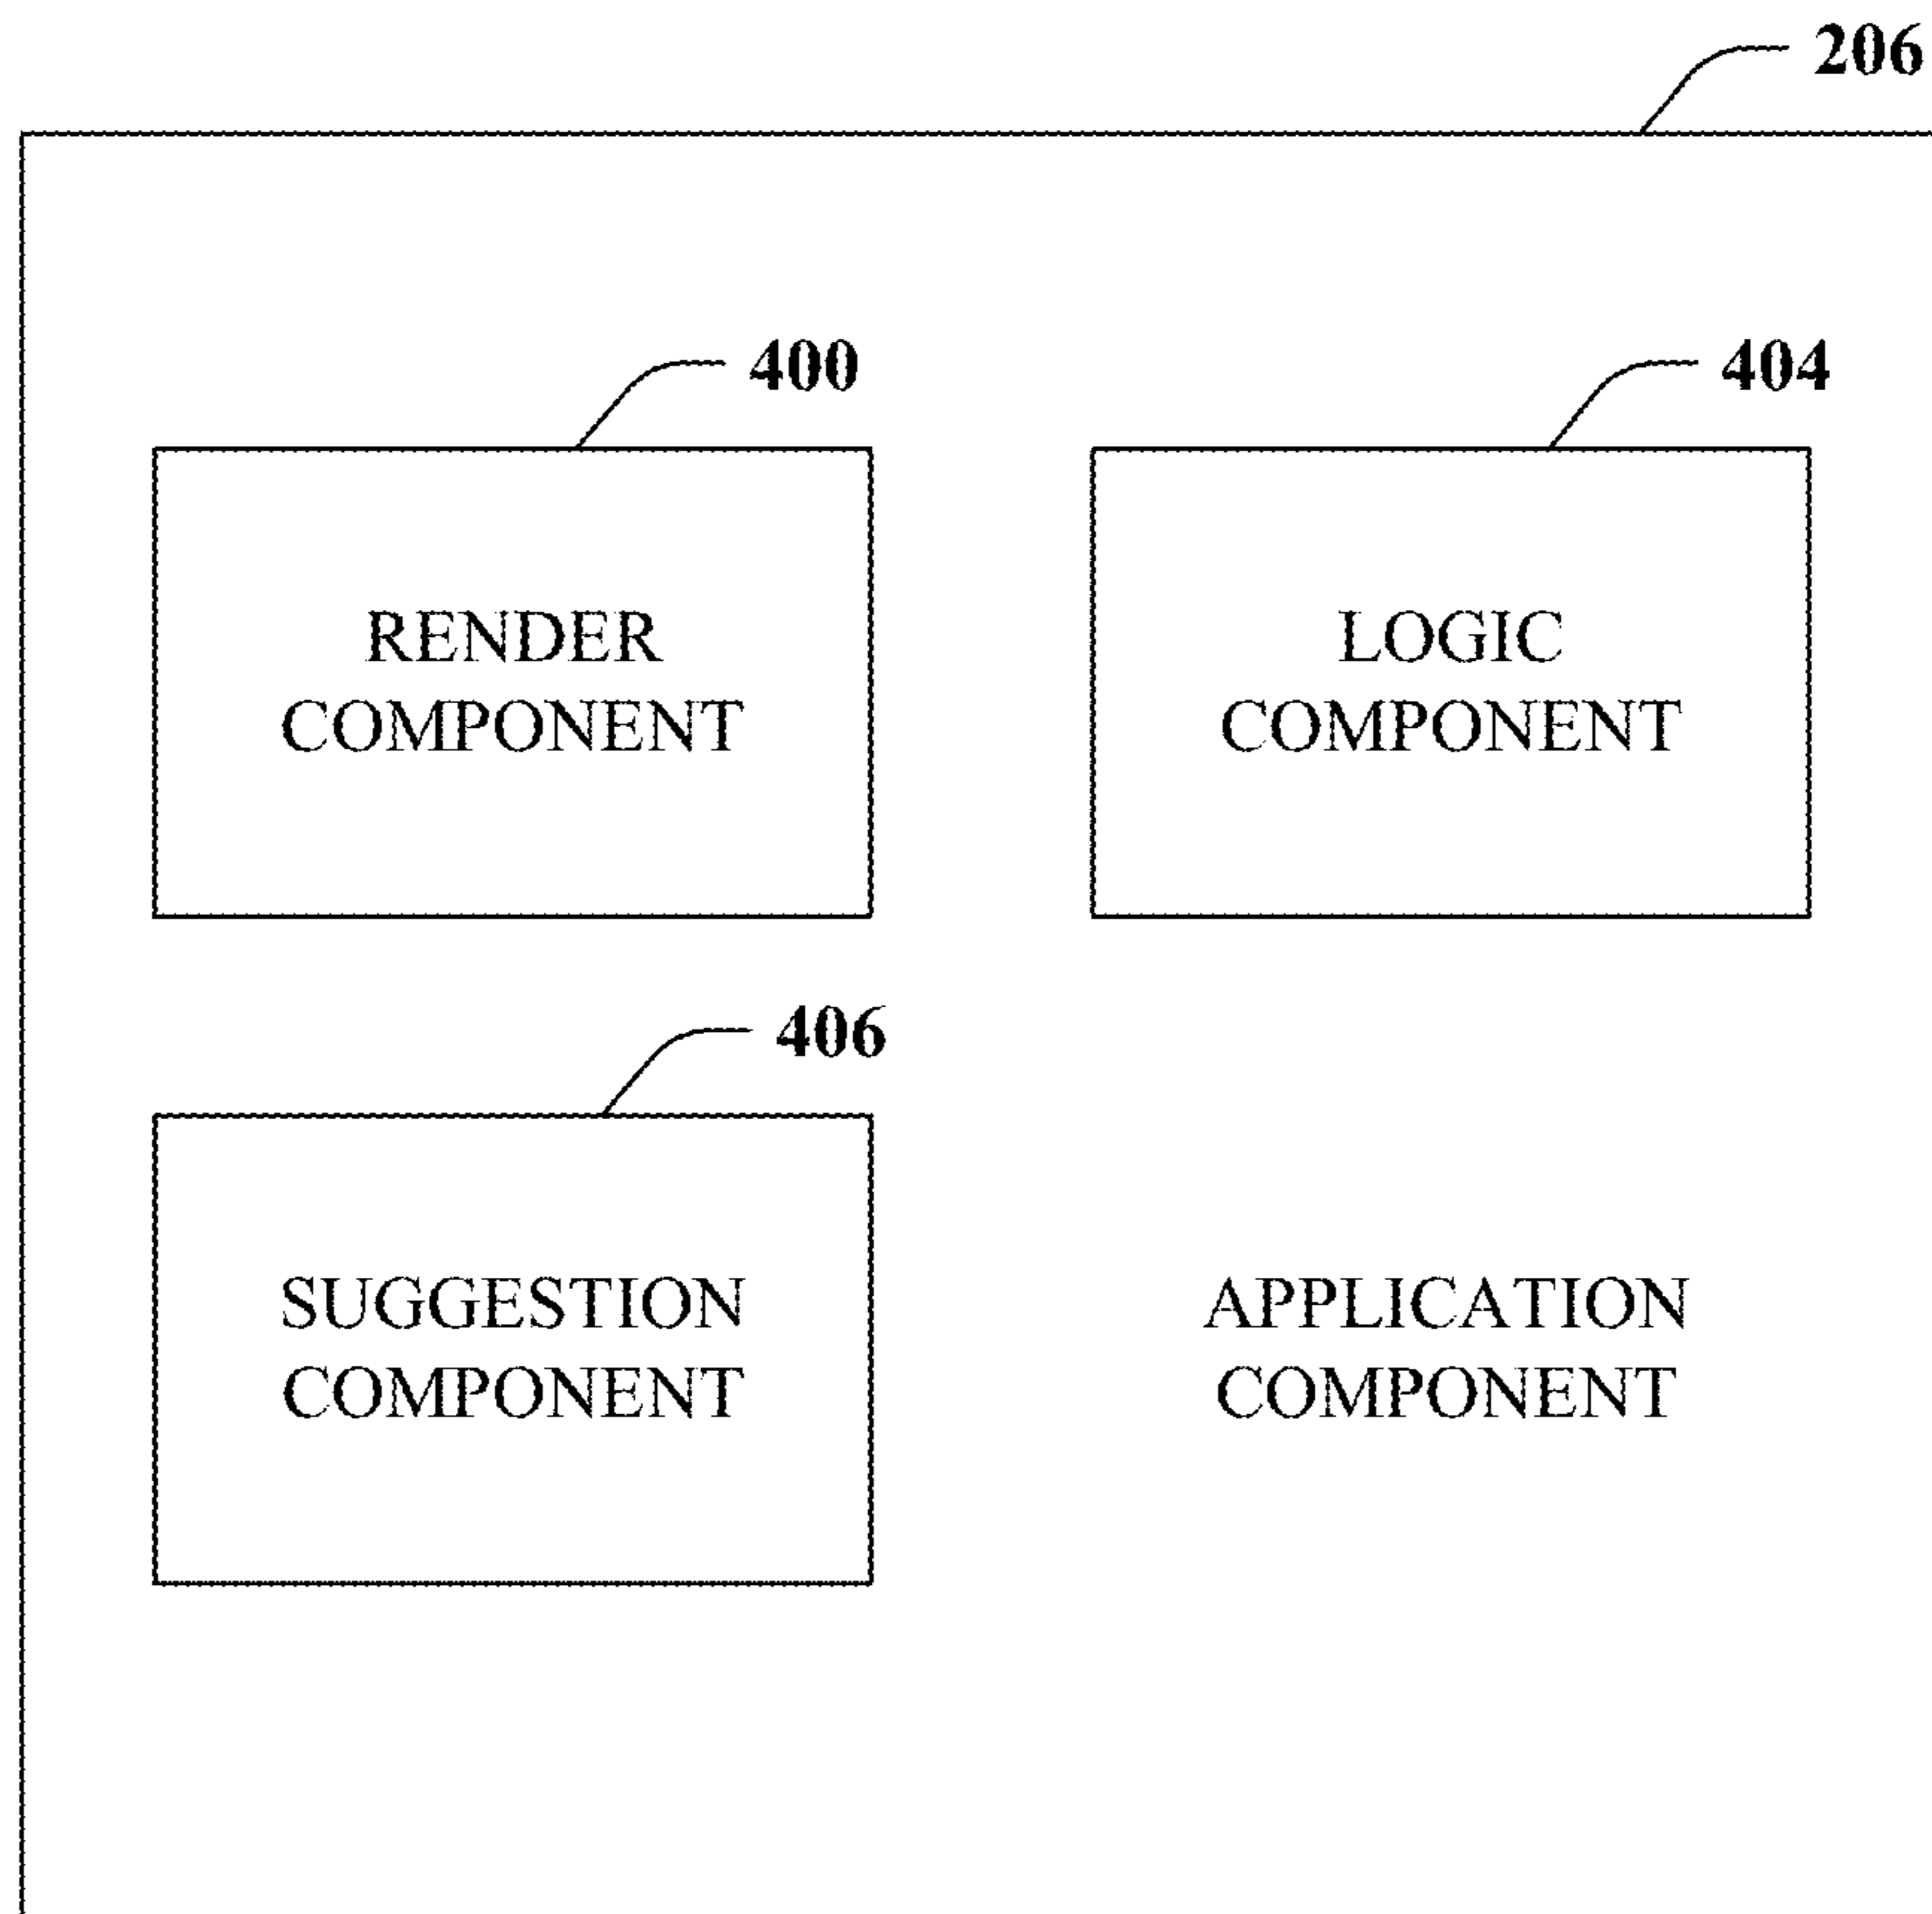 206
400
404
RENDER
COMPONENT
LOGIC
COMPONENT
406
SUGGESTION
COMPONENT
APPLICATION
COMPONENT